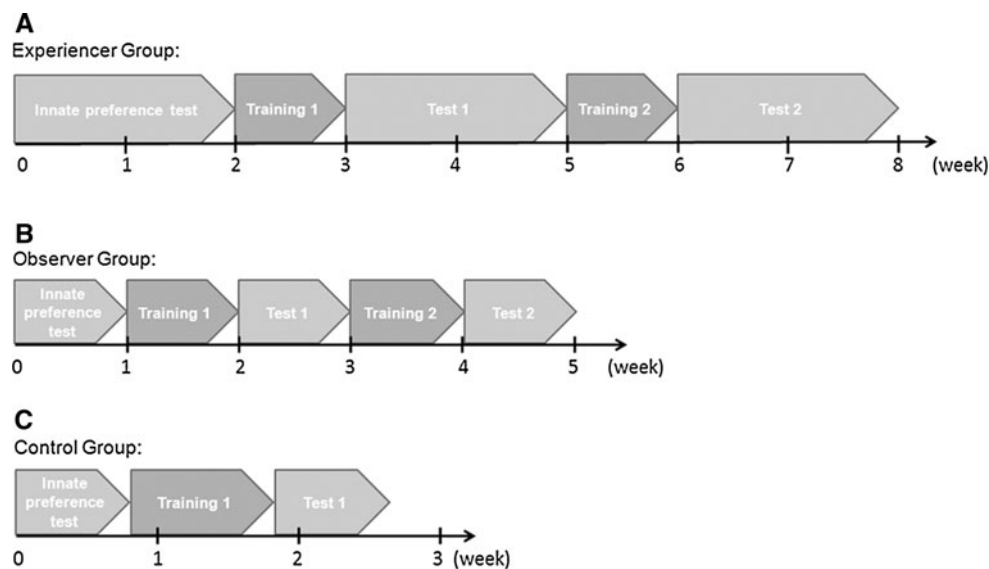 A
Experiencer Group:
Innate preference test
Training 1
Test 1
Training 2
Test 2
0 1 2 3 4 5 6 7 8 (week)
B
Observer Group:
Innate
preference
test
Training 1
Test 1
Training 2
Test 2
0 1 2 3 4 5 (week)
C
Control Group:
Innate
preference
test
Training 1
Test 1
0 1 2 3 (week)